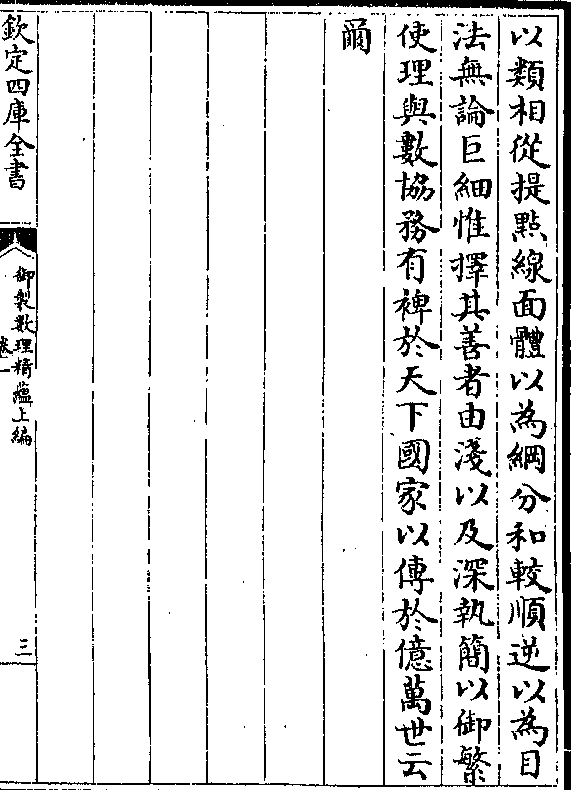 以類相從提點線面體以為綱分和較順逆以為目
法無論巨細惟擇其善者由淺以及深執簡以御繁
使理與數協務有裨於天下國家以傳於億萬世云
爾
欽定四庫全書
御製數理精蘊上編
卷一
三